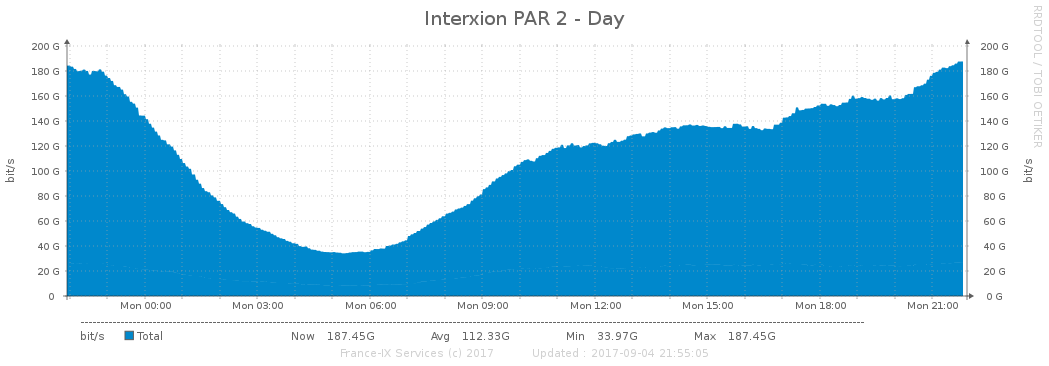 Interxion PAR 2 - Day
RRDTOOL / TOBI OETIKER
200 G 200 G
180 G 180 G
160 G 160 G
140 G 140 G
120 G 120 G
100 G 100 G
80 G 80 G
60 G 60 G
40 G 40 G
20 G 20 G
0 0 G
bit/s bit/s
Mon 00:00 Mon 03:00 Mon 06:00 Mon 09:00 Mon 12:00 Mon 15:00 Mon 18:00 Mon 21:00
bit/s Total Now 187.45G Avg 112.33G Min 33.97G Max 187.45G
France-IX Services (c) 2017 Updated : 2017-09-04 21:55:05